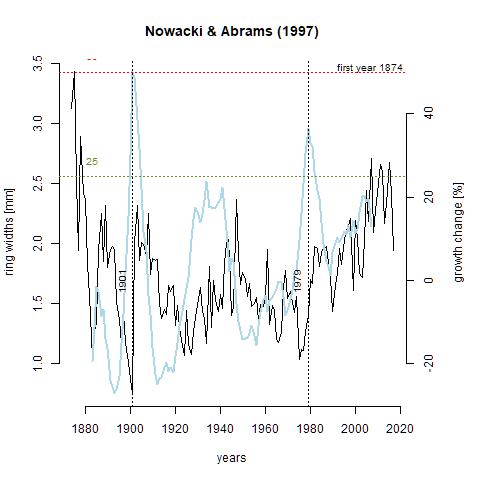 Nowacki & Abrams (1997)
first year 1874
25
1901
1979
ring widths [mm]
growth change [%]
3.5
3.0
2.5
2.0
1.5
1.0
40
20
0
-20
1880 1900 1920 1940 1960 1980 2000 2020
years